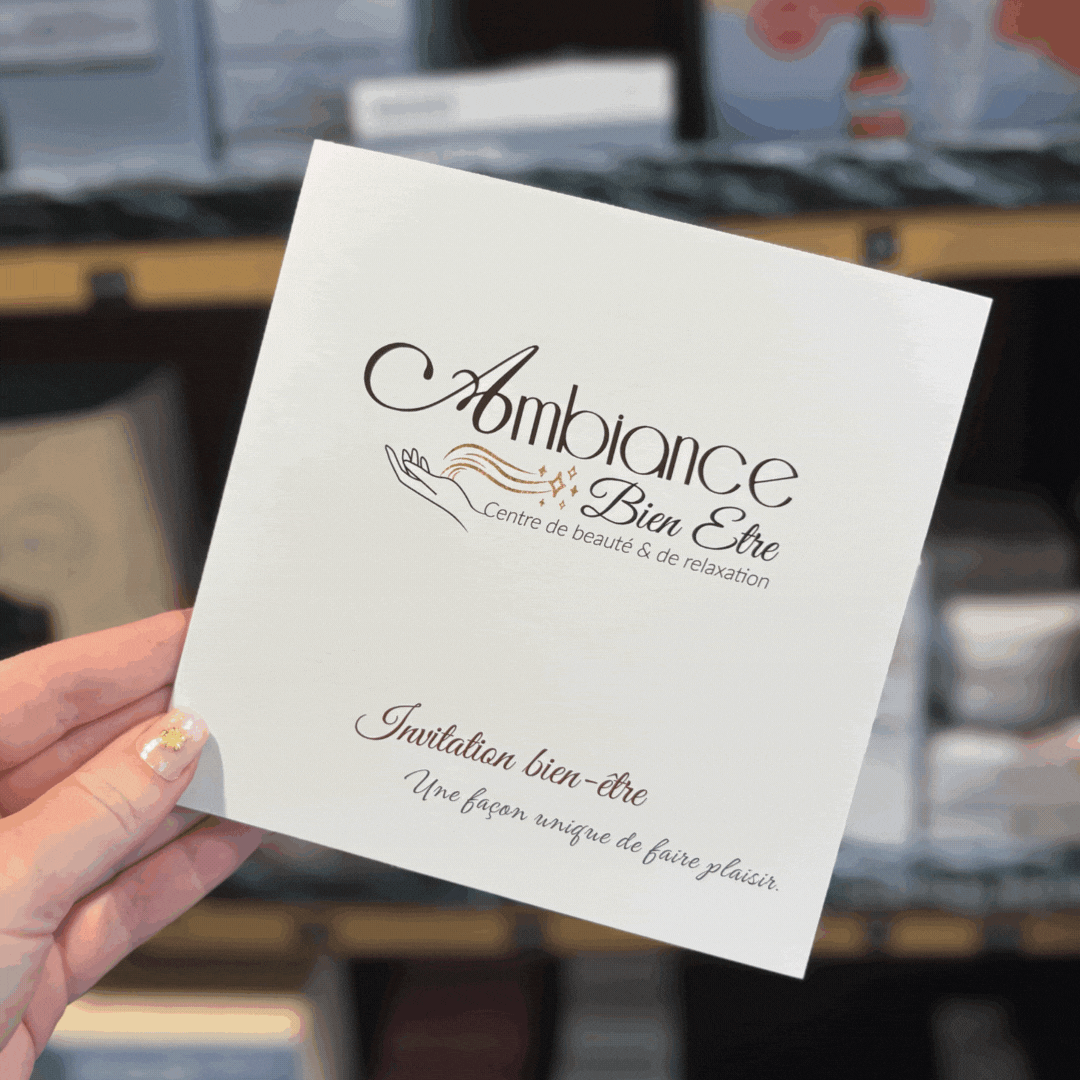 Ambiance
Bien Etre
Centre de beauté & de relaxation
Invitation bien-être
Une façon unique de faire plaisir.